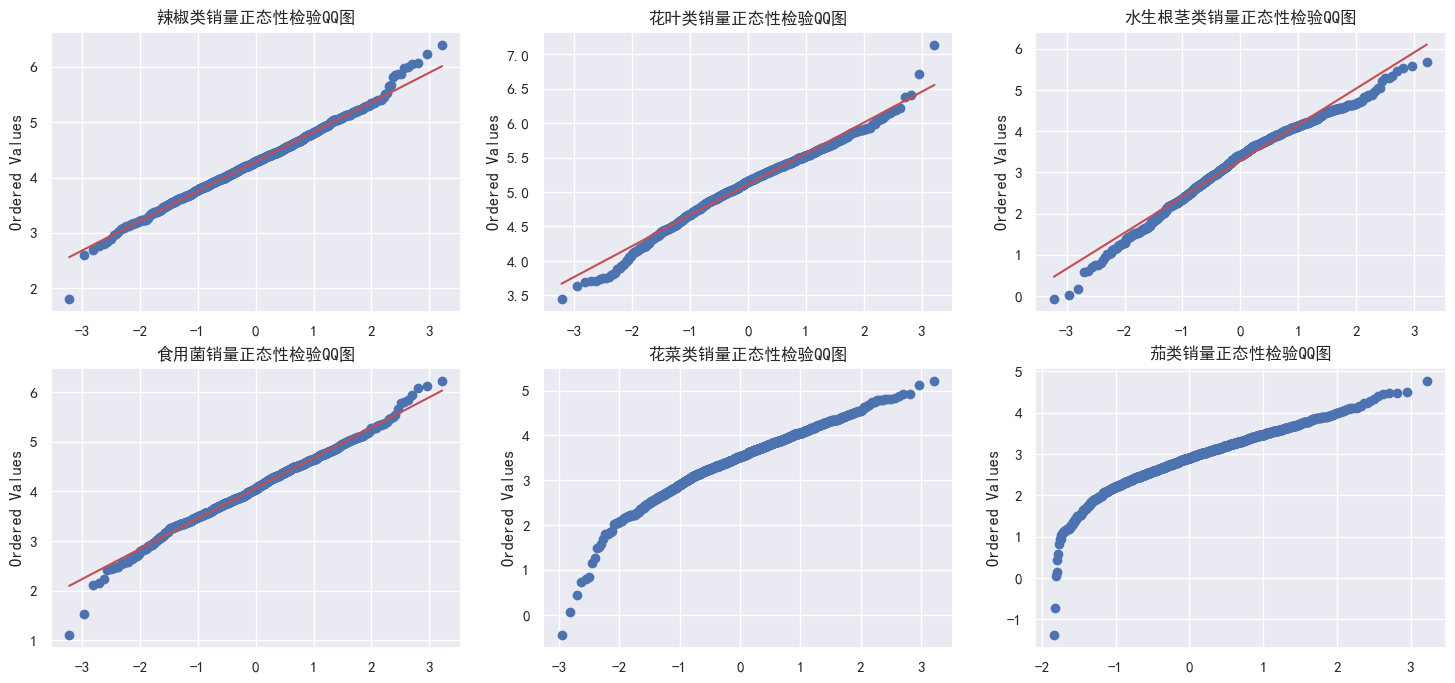 辣椒类销量正态性检验QQ图
花叶类销量正态性检验QQ图
水生根茎类销量正态性检验QQ图
Ordered Values
6
5
4
3
2
−3 −2 −1 0 1 2 3
Ordered Values
7.0
6.5
6.0
5.5
5.0
4.5
4.0
3.5
−3 −2 −1 0 1 2 3
Ordered Values
6
5
4
3
2
1
0
−3 −2 −1 0 1 2 3
食用菌销量正态性检验QQ图
花菜类销量正态性检验QQ图
茄类销量正态性检验QQ图
Ordered Values
6
5
4
3
2
1
−3 −2 −1 0 1 2 3
Ordered Values
5
4
3
2
1
0
−3 −2 −1 0 1 2 3
Ordered Values
5
4
3
2
1
0
−1
−2 −1 0 1 2 3